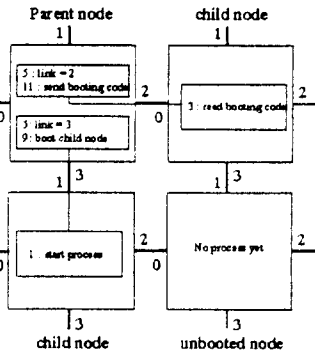 Parent node
child node
1
1
5 : link = 2
11 : send booting code
0
2
0
3 : read booting code
2
5 : link = 3
9 : boot child node
3
3
1
1
1 : start process
No process yet
0
2
0
2
3
3
child node
unbooted node